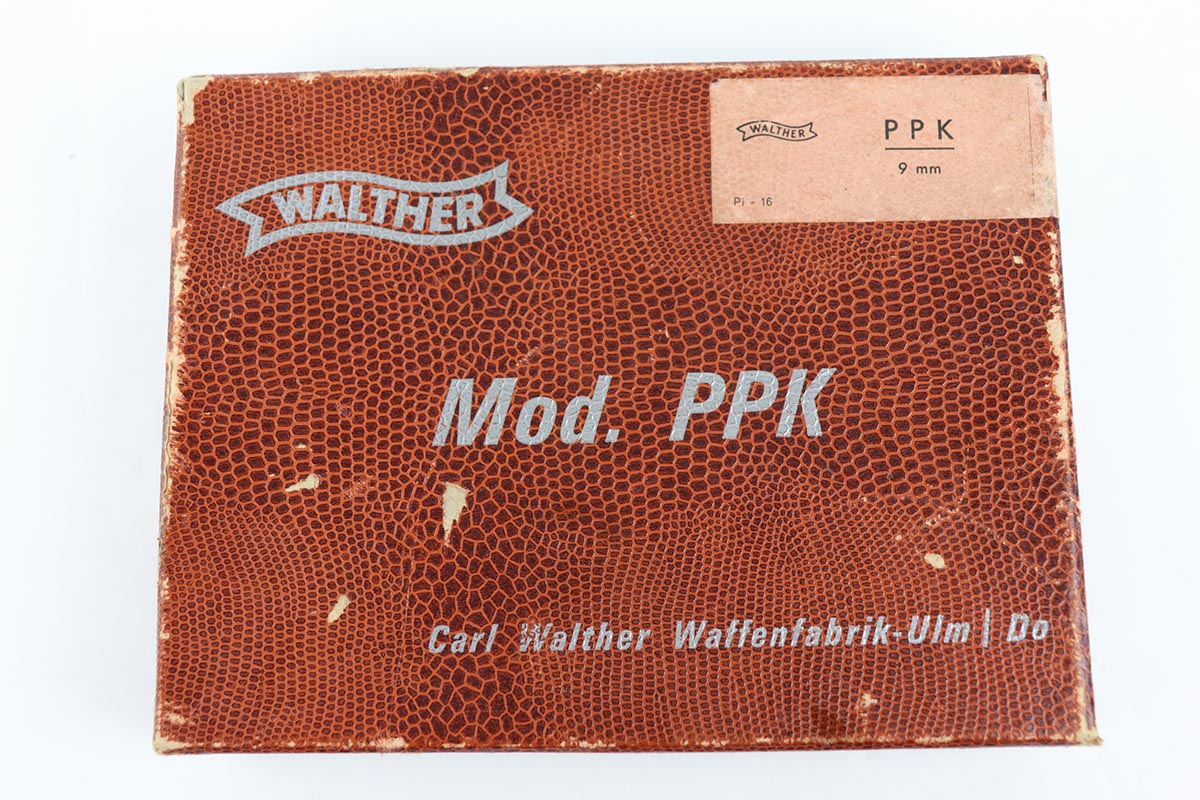 WALTHER
PPK
9 mm
Pi - 16
WALTHER
Mod. PPK
Carl Walther Waffenfabrik-Ulm | Do